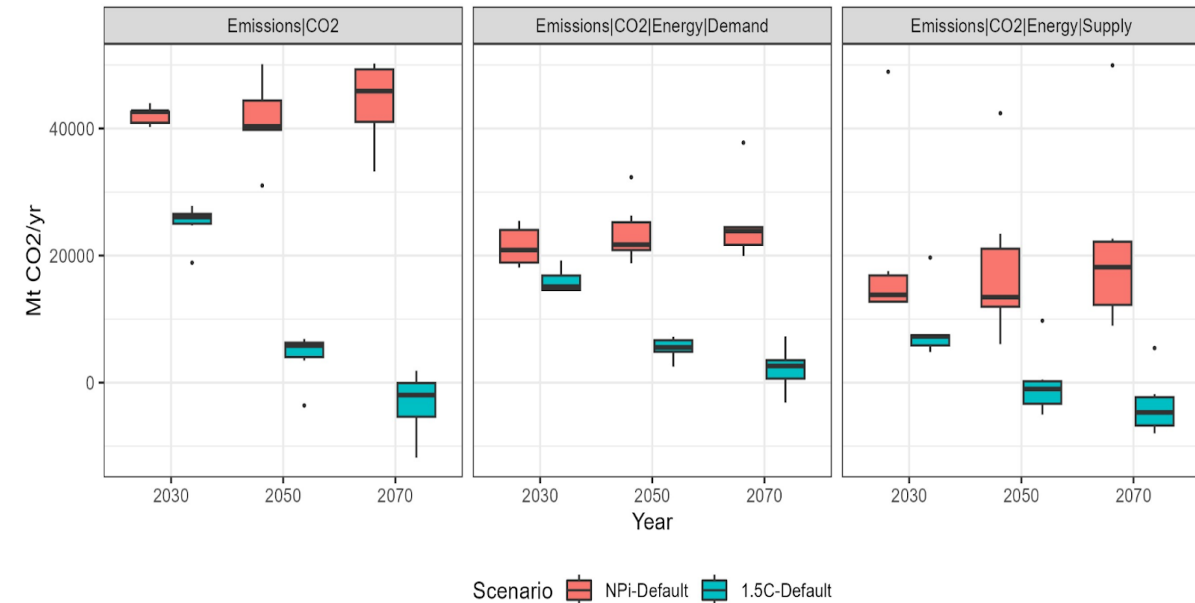 Emissions|CO2 Emissions|CO2|Energy|Demand Emissions|CO2|Energy|Supply
40000
20000
0
Mt CO2/yr
2030 2050 2070 2030 2050 2070 2030 2050 2070
Year
Scenario NPi-Default 1.5C-Default